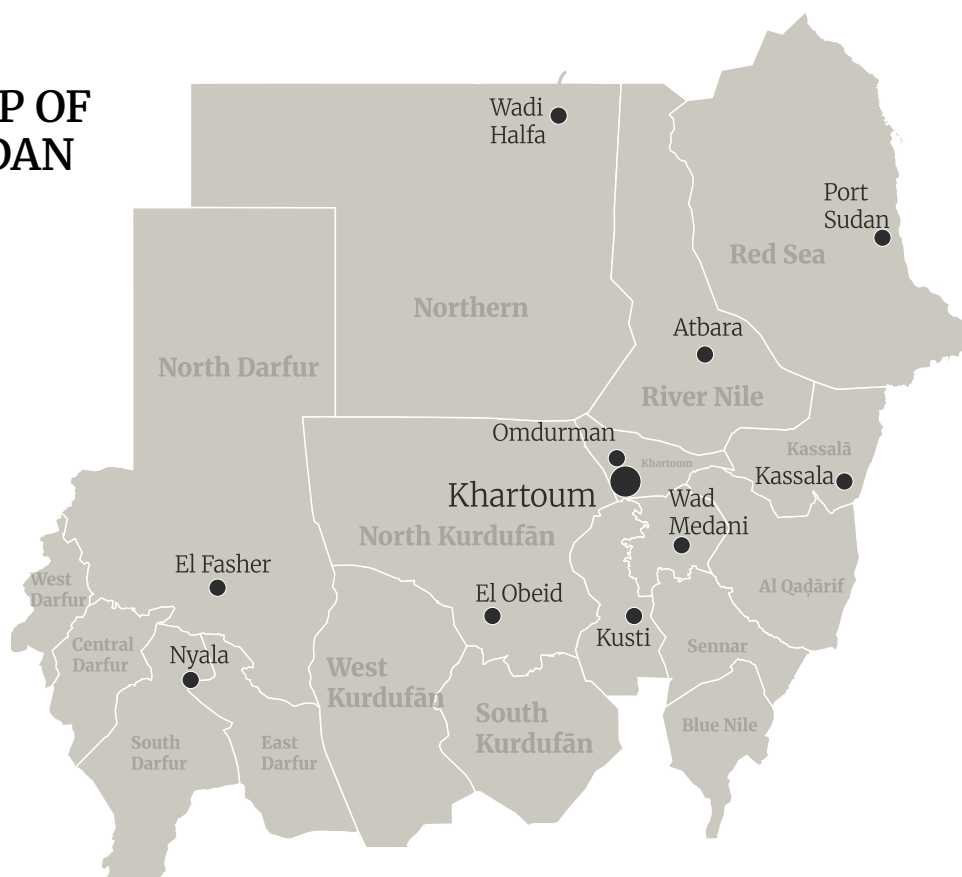 P OF
DAN
Wadi
Halfa
Port
Sudan
Red Sea
Northern
Atbara
North Darfur
River Nile
Omdurman
Kassalā
Khartoum
Kassala
Khartoum
Wad
Medani
North Kurdufān
El Fasher
West
Darfur
Al Qaḍārif
El Obeid
Kusti
Central
Darfur
Nyala
Sennar
West
Kurdufān
South
Kurdufān
Blue Nile
South
Darfur
East
Darfur